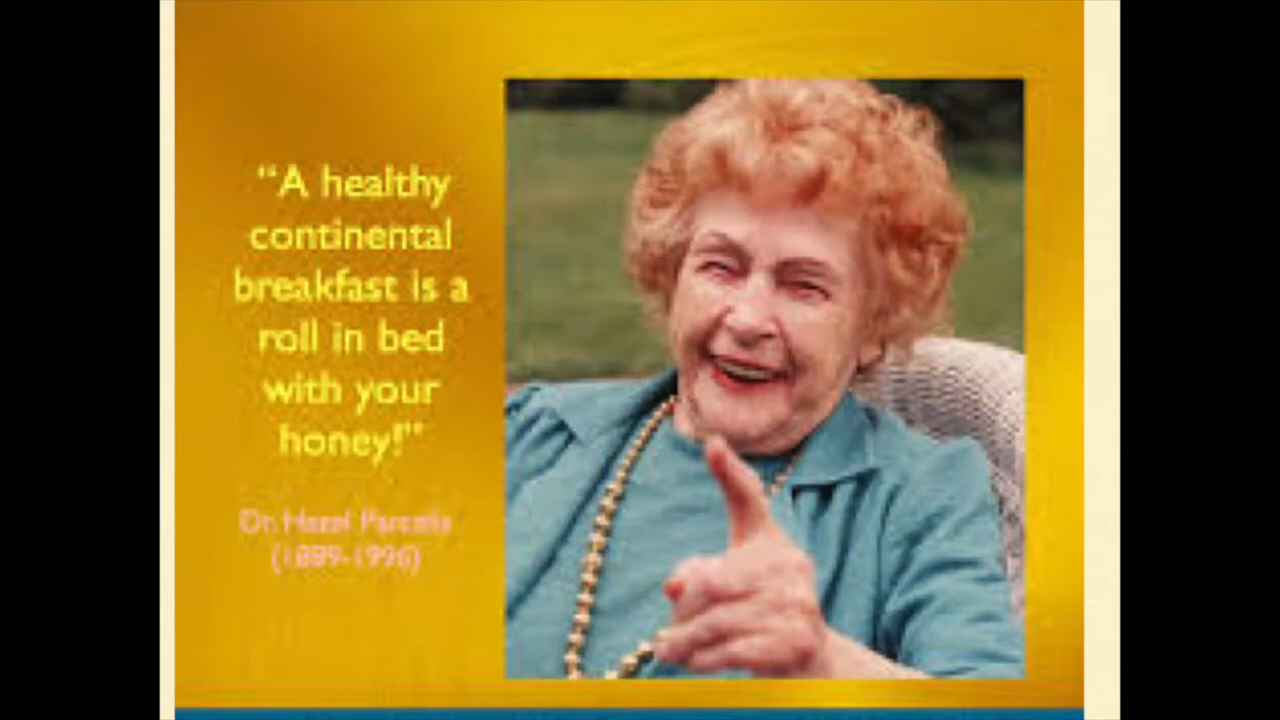 “A healthy
continental
breakfast is a
roll in bed
with your
honey!”
Dr. Hazel Parcells
(1889-1996)